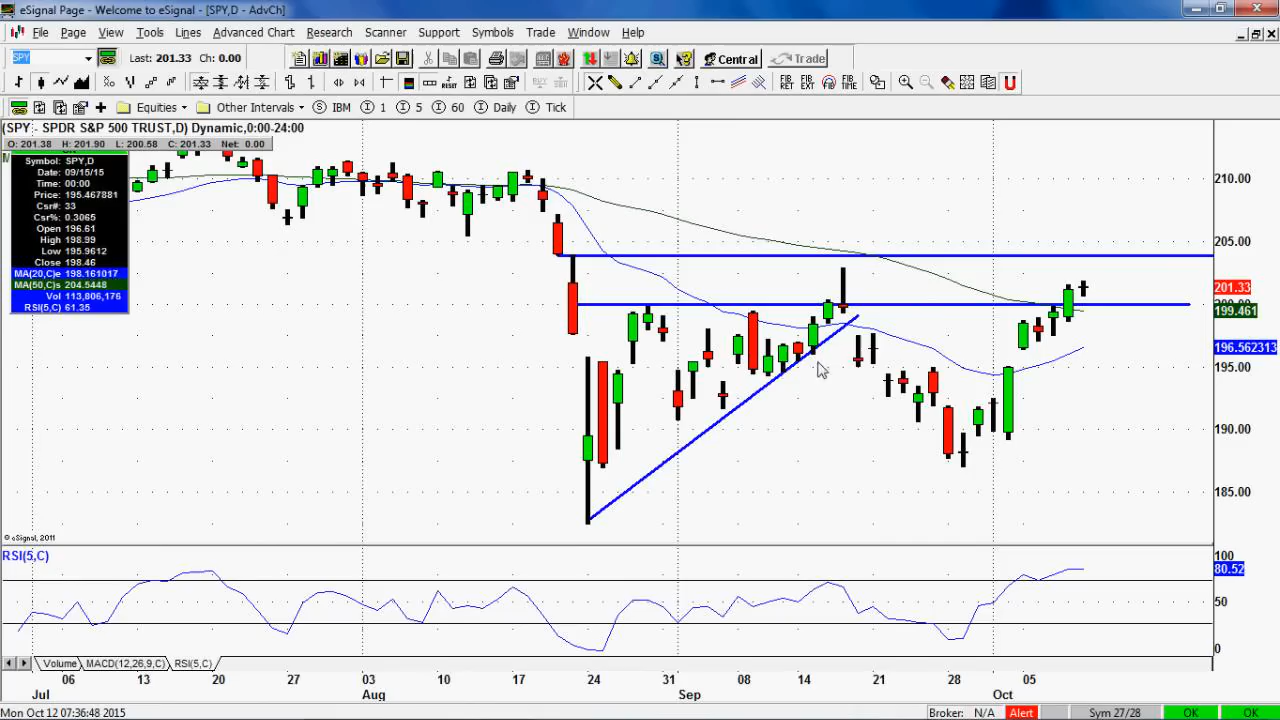 eSignal Page - Welcome to eSignal - [SPY,D - AdvCh]
File Page View Tools Lines Advanced Chart Research Scanner Support Symbols Trade Window Help
SPY Last: 201.33 Ch: 0.00 Central Trade
FIB RET FIB EXT FIB FIB TIME
Equities Other Intervals IBM 1 5 60 Daily Tick
(SPY - SPDR S&P 500 TRUST,D) Dynamic,0:00-24:00
O: 201.38 H: 201.90 L: 200.58 C: 201.33 Net: 0.00
Symbol: SPY,D
Date: 09/15/15
Time: 00:00
Price: 195.467881
Csr#: 33
Csr%: 0.3065
Open 196.61
High 198.99
Low 195.9612
Close 198.46
MA(20,C)e 198.161017
MA(50,C)s 204.5448
Vol 113,806,176
RSI(5,C) 61.35
210.00
205.00
201.33
199.461
196.562313
195.00
190.00
185.00
© eSignal, 2011
RSI(5,C)
100
80.52
50
0
Volume MACD(12,26,9,C) RSI(5,C)
06 13 20 27 03 10 17 24 31 08 14 21 28 05
Jul Aug Sep Oct
Mon Oct 12 07:36:48 2015 Broker: N/A Alert Sym 27/28 OK OK